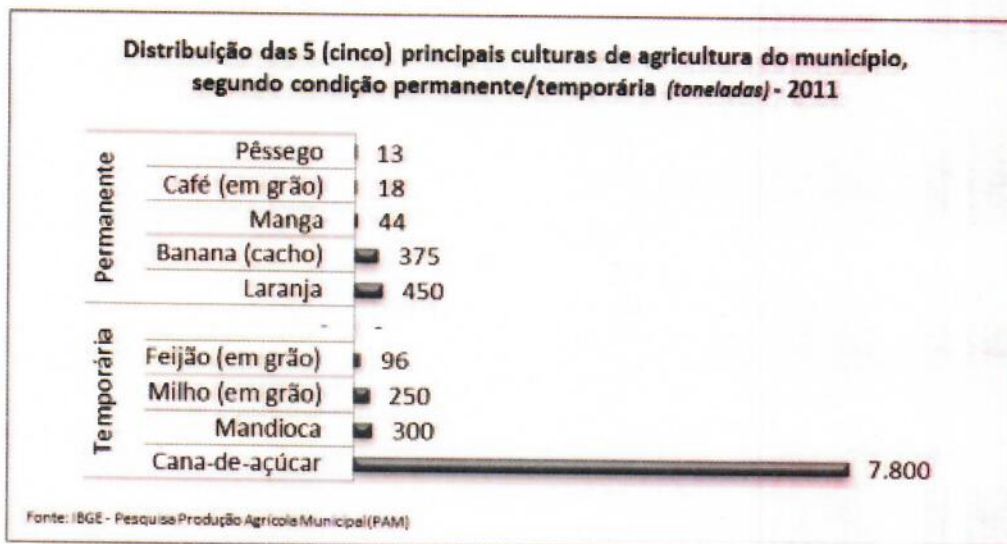 Distribuição das 5 (cinco) principais culturas de agricultura do município,
segundo condição permanente/temporária (toneladas) - 2011
Permanente
Pêssego 13
Café (em grão) 18
Manga 44
Banana (cacho) 375
Laranja 450
Temporária
- -
Feijão (em grão) 96
Milho (em grão) 250
Mandioca 300
Cana-de-açúcar 7.800
Fonte: IBGE - Pesquisa Produção Agrícola Municipal(PAM)